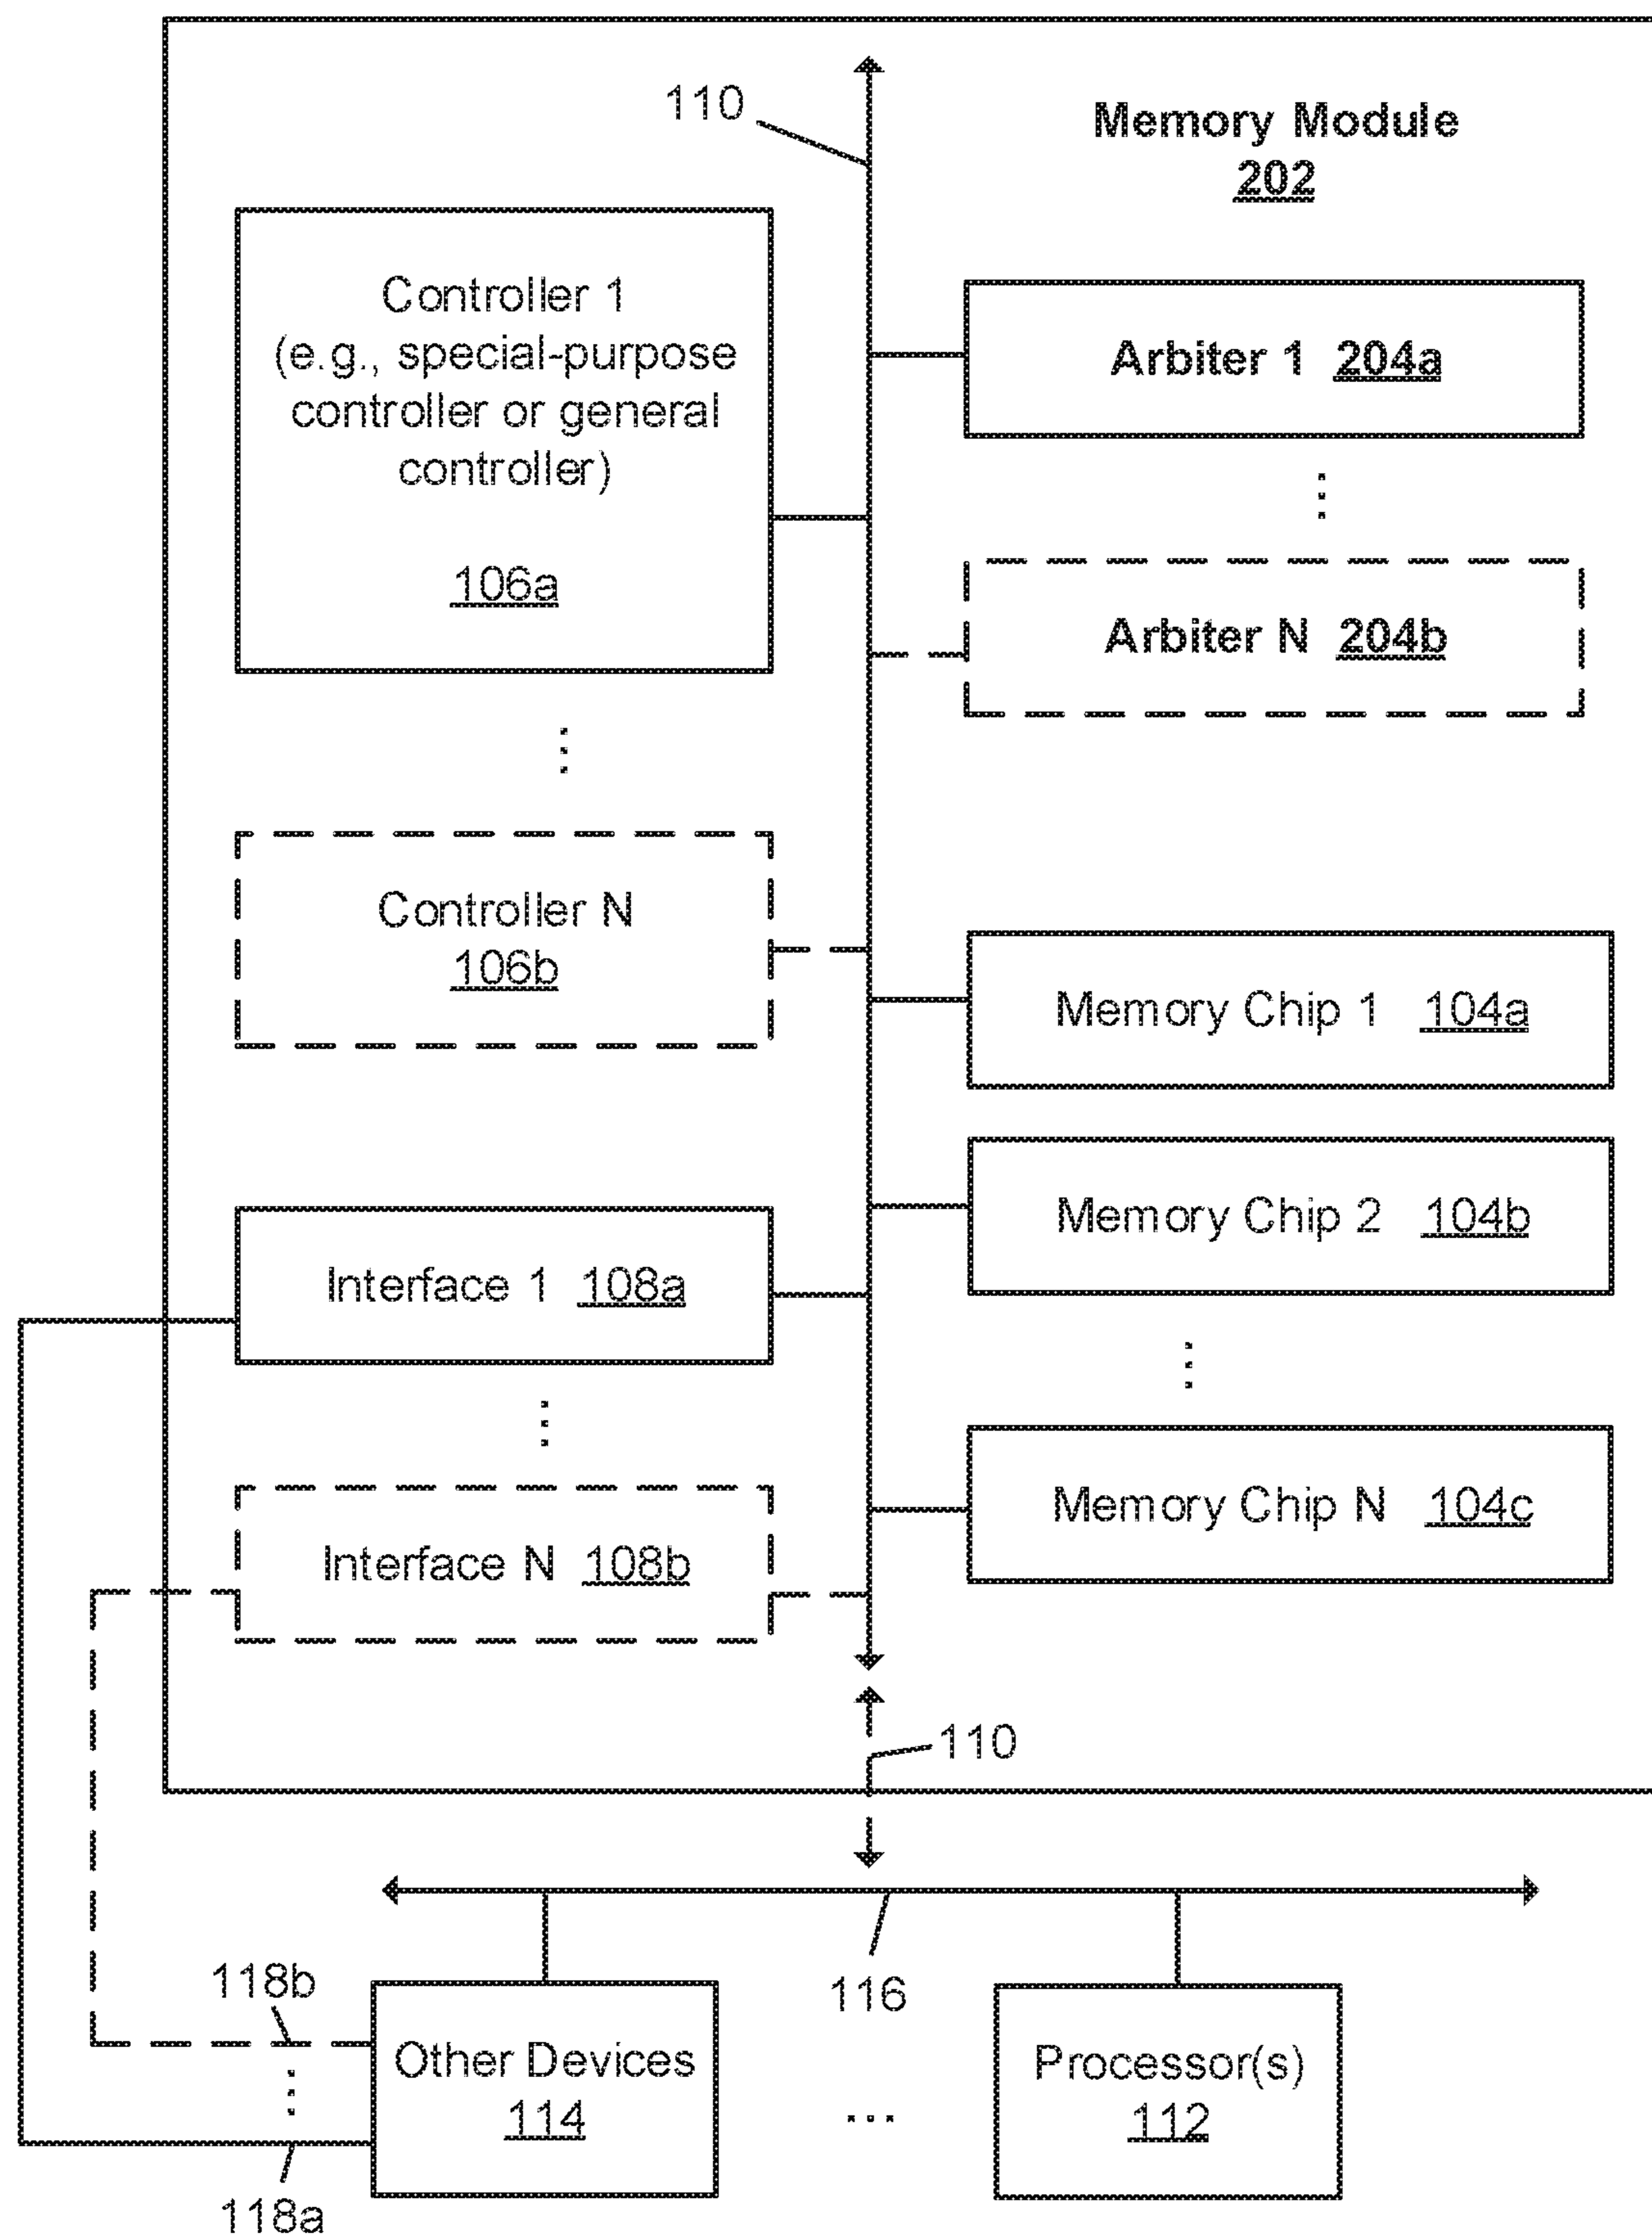 110
Memory Module
202
Controller 1
(e.g., special-purpose
controller or general
controller)
106a
Arbiter 1 204a
Arbiter N 204b
Controller N
106b
Memory Chip 1 104a
Memory Chip 2 104b
Interface 1 108a
Memory Chip N 104c
Interface N 108b
110
118b
116
Other Devices
114
Processor(s)
112
118a